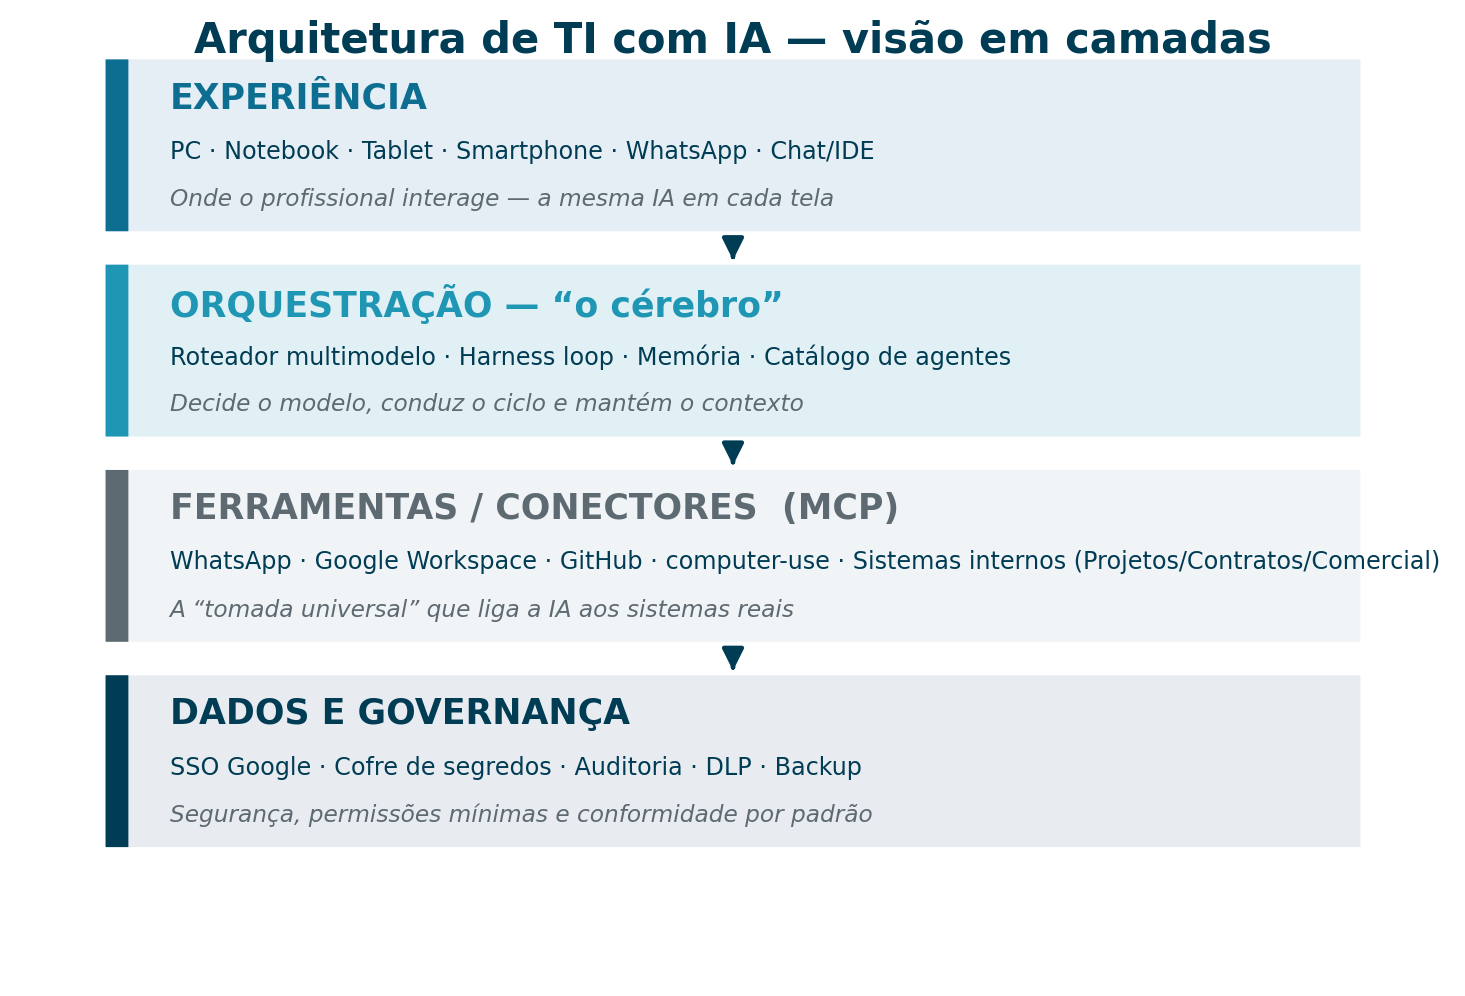 Arquitetura de TI com IA — visão em camadas
EXPERIÊNCIA
PC · Notebook · Tablet · Smartphone · WhatsApp · Chat/IDE
Onde o profissional interage — a mesma IA em cada tela
ORQUESTRAÇÃO — “o cérebro”
Roteador multimodelo · Harness loop · Memória · Catálogo de agentes
Decide o modelo, conduz o ciclo e mantém o contexto
FERRAMENTAS / CONECTORES  (MCP)
WhatsApp · Google Workspace · GitHub · computer-use · Sistemas internos (Projetos/Contratos/Comercial)
A “tomada universal” que liga a IA aos sistemas reais
DADOS E GOVERNANÇA
SSO Google · Cofre de segredos · Auditoria · DLP · Backup
Segurança, permissões mínimas e conformidade por padrão